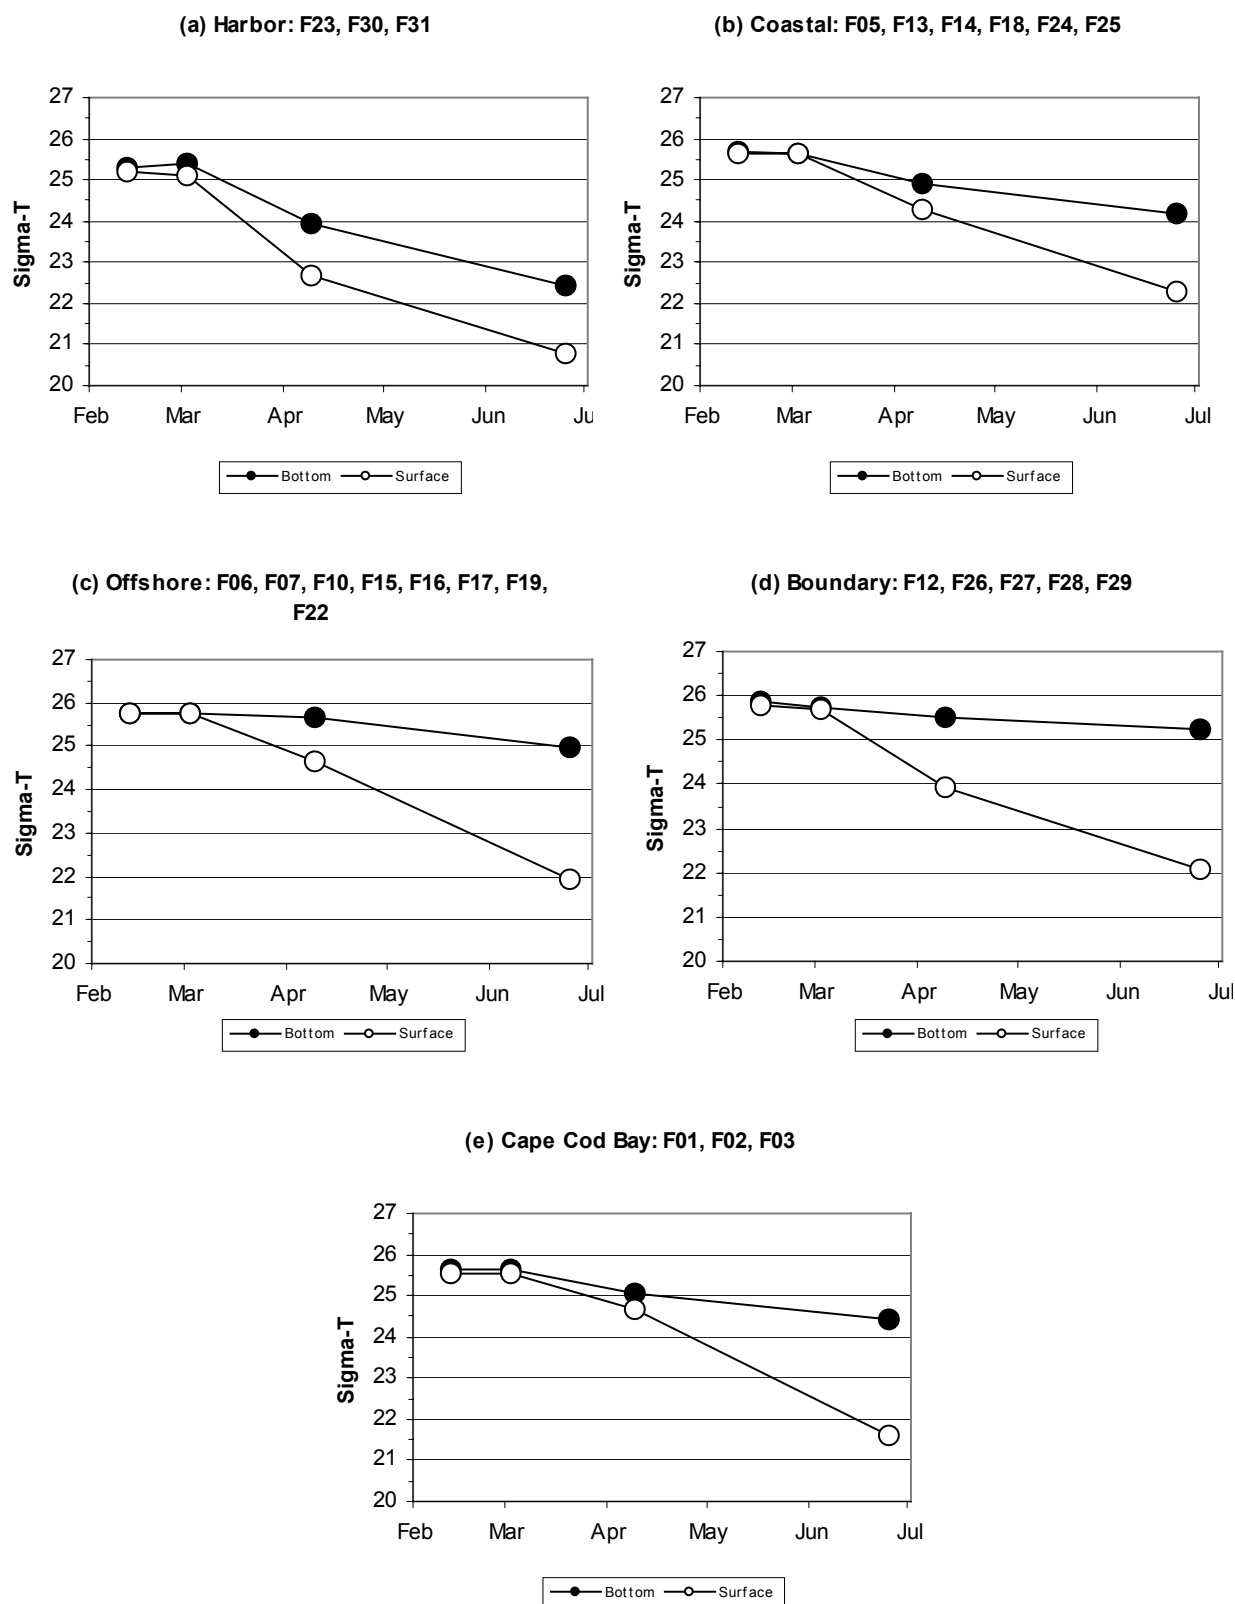 (a) Harbor: F23, F30, F31
27
26
25
24
23
22
21
20
Sigma-T
Feb Mar Apr May Jun Jul
Bottom Surface
(b) Coastal: F05, F13, F14, F18, F24, F25
27
26
25
24
23
22
21
20
Sigma-T
Feb Mar Apr May Jun Jul
Bottom Surface
(c) Offshore: F06, F07, F10, F15, F16, F17, F19,
F22
27
26
25
24
23
22
21
20
Sigma-T
Feb Mar Apr May Jun Jul
Bottom Surface
(d) Boundary: F12, F26, F27, F28, F29
27
26
25
24
23
22
21
20
Sigma-T
Feb Mar Apr May Jun Jul
Bottom Surface
(e) Cape Cod Bay: F01, F02, F03
27
26
25
24
23
22
21
20
Sigma-T
Feb Mar Apr May Jun Jul
Bottom Surface